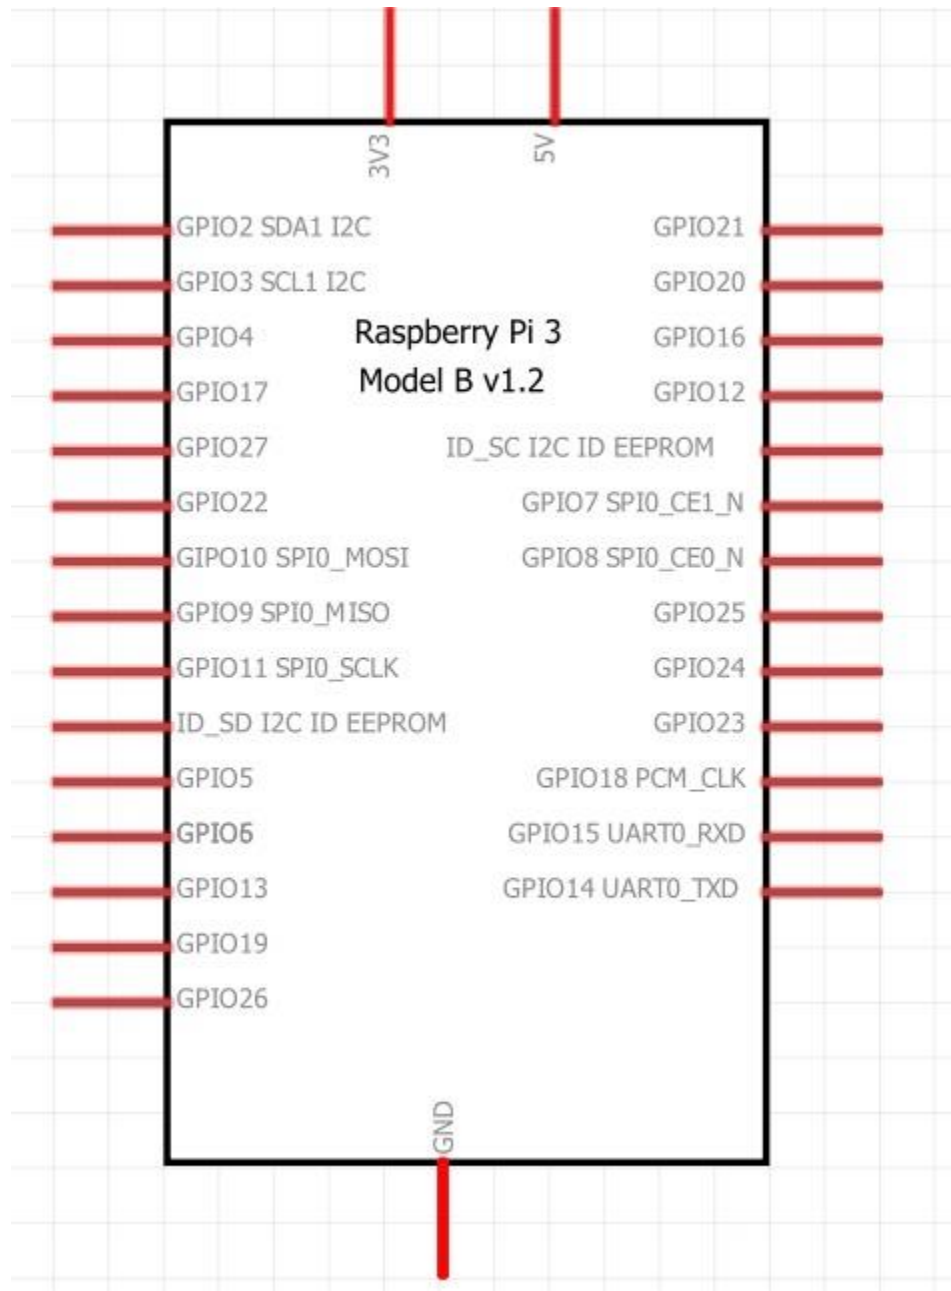 3V3
5V
GPIO2 SDA1 I2C
GPIO21
GPIO3 SCL1 I2C
GPIO20
GPIO4
Raspberry Pi 3
GPIO16
GPIO17
Model B v1.2
GPIO12
GPIO27
ID_SC I2C ID EEPROM
GPIO22
GPIO7 SPI0_CE1_N
GIPO10 SPI0_MOSI
GPIO8 SPI0_CE0_N
GPIO9 SPI0_MISO
GPIO25
GPIO11 SPI0_SCLK
GPIO24
ID_SD I2C ID EEPROM
GPIO23
GPIO5
GPIO18 PCM_CLK
GPIO6
GPIO15 UART0_RXD
GPIO13
GPIO14 UART0_TXD
GPIO19
GPIO26
GND